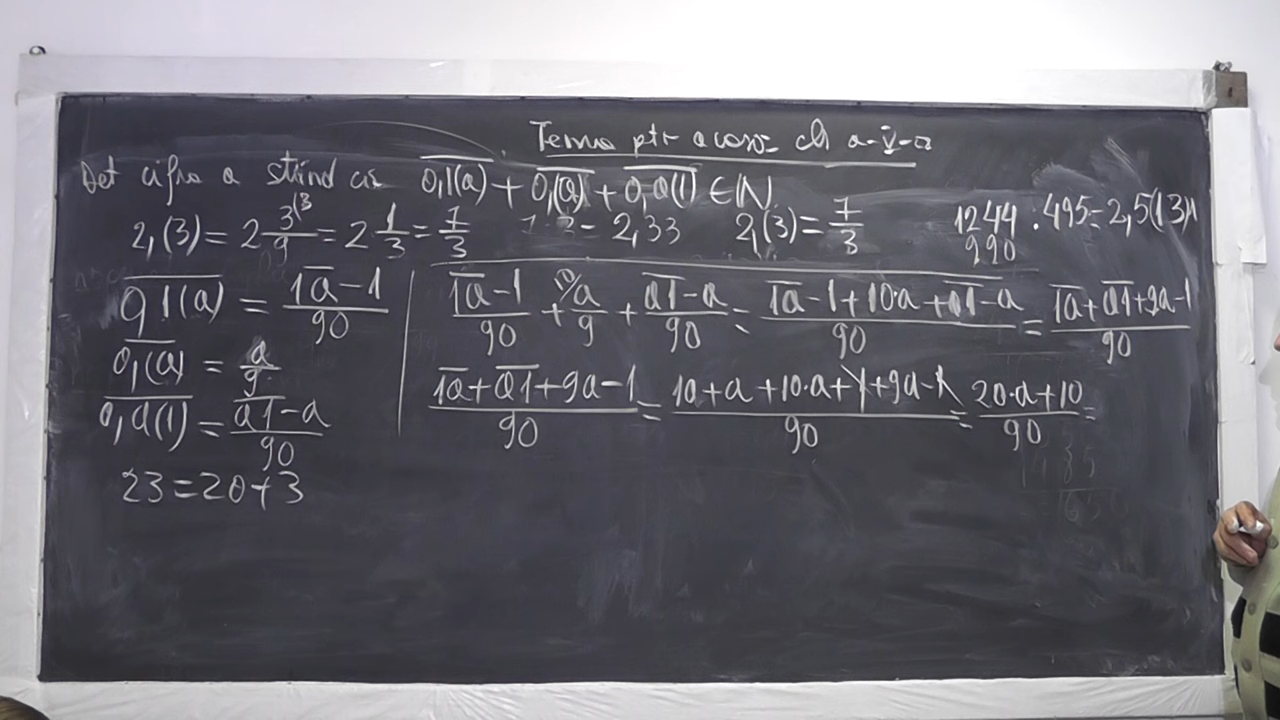 Tema ptr acasă cl a-V-a
Det cifra a știind că 0,1(a) + 0,(a) + 0,a(1) ∈ ℕ
2,(3) = 2 3/9 (3 = 2 1/3 = 7/3 = 2,33 2,(3) = 7/3 1244 : 495 = 2,5(13)
990
0,1(a) = 1a-1/90
1a-1/90 + 10/a/9 + a1-a/90 = 1a-1+10·a+a1-a/90 = 1a+a1+9a-1/90
0,(a) = a/9
0,a(1) = a1-a/90
1a+a1+9a-1/90 = 10+a+10·a+1+9a-1/90 = 20·a+10/90 =
23=20+3